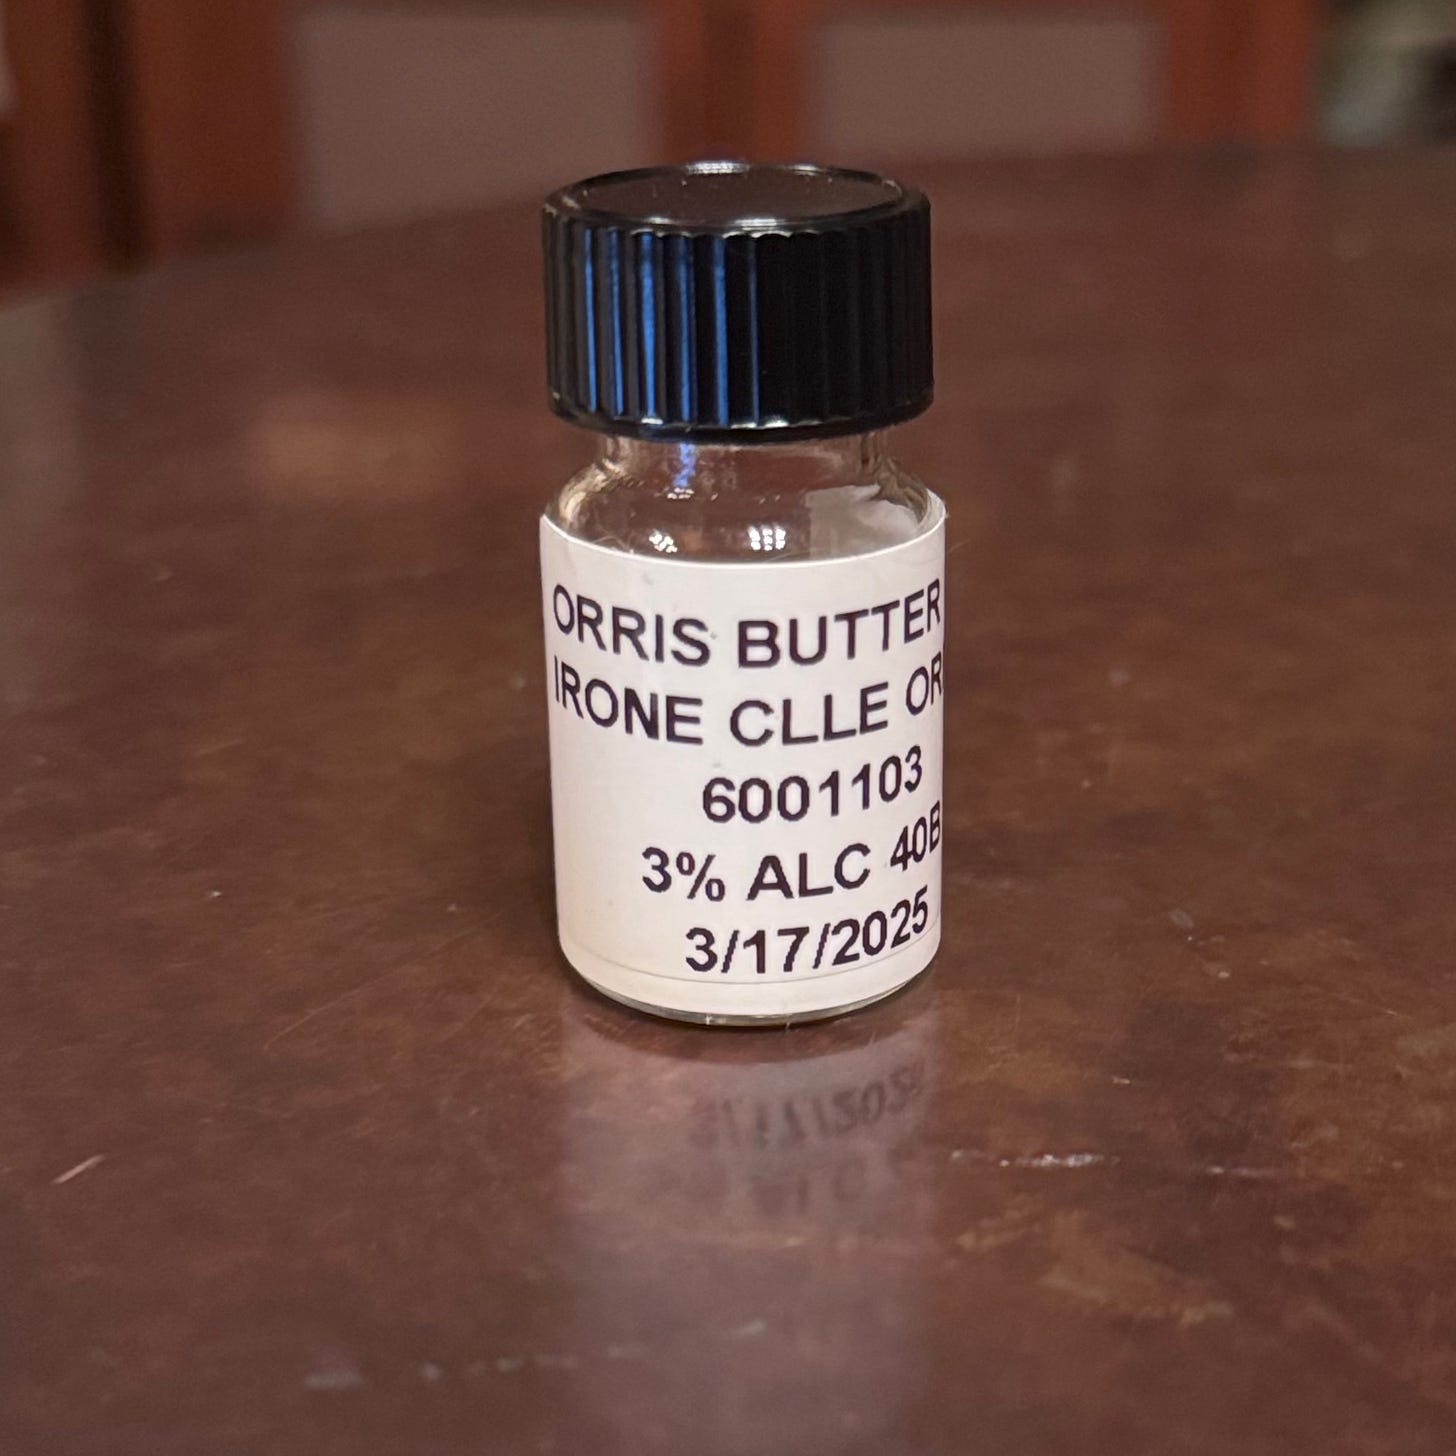 ORRIS BUTTER
IRONE CLLE OR
6001103
3% ALC 40B
3/17/2025